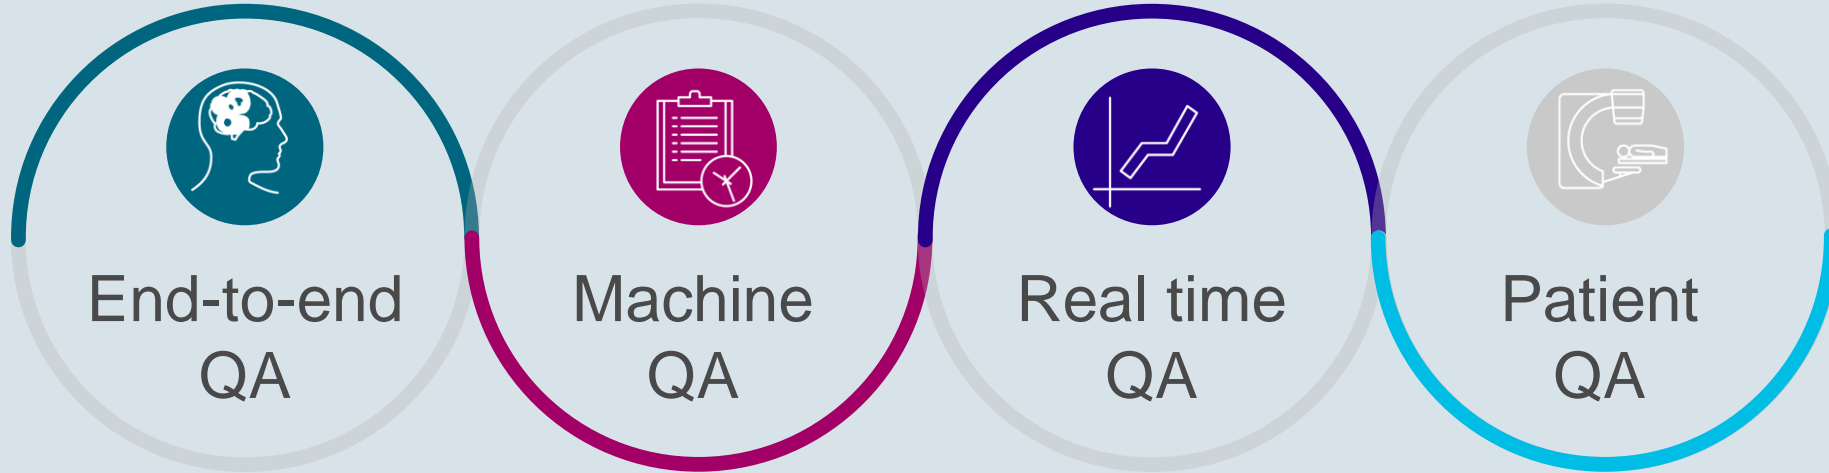 End-to-end
QA
Machine
QA
Real time
QA
Patient
QA